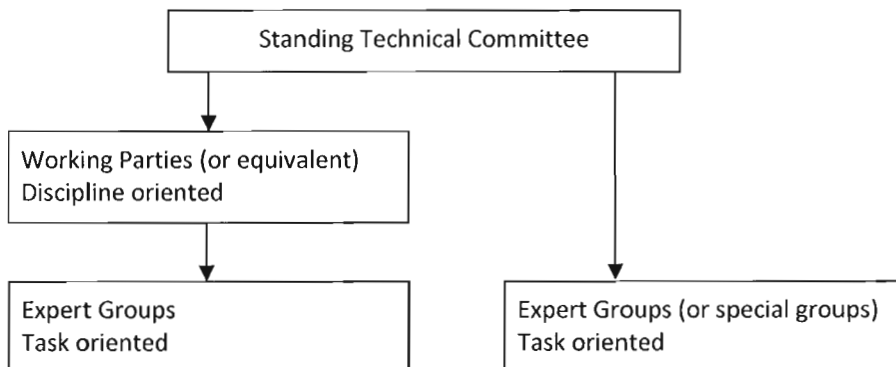 Standing Technical Committee
Working Parties (or equivalent)
Discipline oriented
Expert Groups
Task oriented
Expert Groups (or special groups)
Task oriented